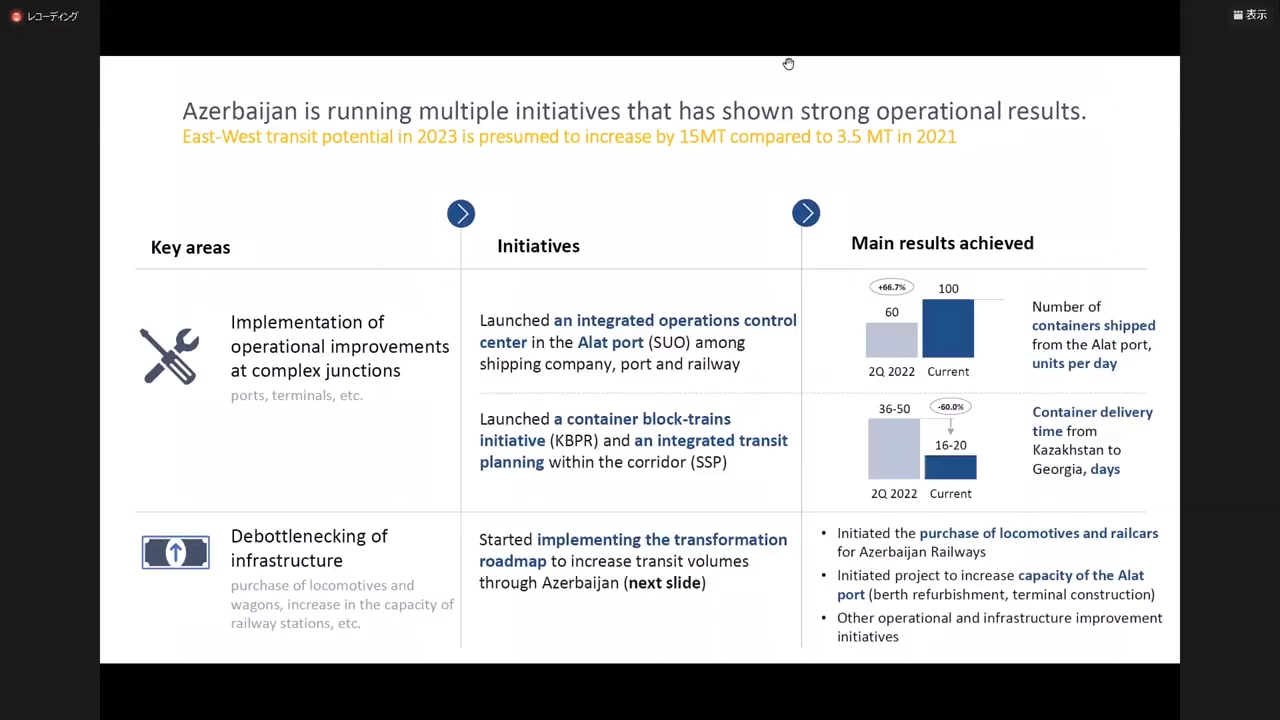 レコーディング
表示
Azerbaijan is running multiple initiatives that has shown strong operational results.
East-West transit potential in 2023 is presumed to increase by 15MT compared to 3.5 MT in 2021
Key areas
Initiatives
Main results achieved
Implementation of
operational improvements
at complex junctions
ports, terminals, etc.
Launched an integrated operations control
center in the Alat port (SUO) among
shipping company, port and railway
+66.7%
100
60
2Q 2022
Current
Number of
containers shipped
from the Alat port,
units per day
Launched a container block-trains
initiative (KBPR) and an integrated transit
planning within the corridor (SSP)
36-50
-60.0%
16-20
2Q 2022
Current
Container delivery
time from
Kazakhstan to
Georgia, days
Debottlenecking of
infrastructure
purchase of locomotives and
wagons, increase in the capacity of
railway stations, etc.
Started implementing the transformation
roadmap to increase transit volumes
through Azerbaijan (next slide)
• Initiated the purchase of locomotives and railcars
for Azerbaijan Railways
• Initiated project to increase capacity of the Alat
port (berth refurbishment, terminal construction)
• Other operational and infrastructure improvement
initiatives